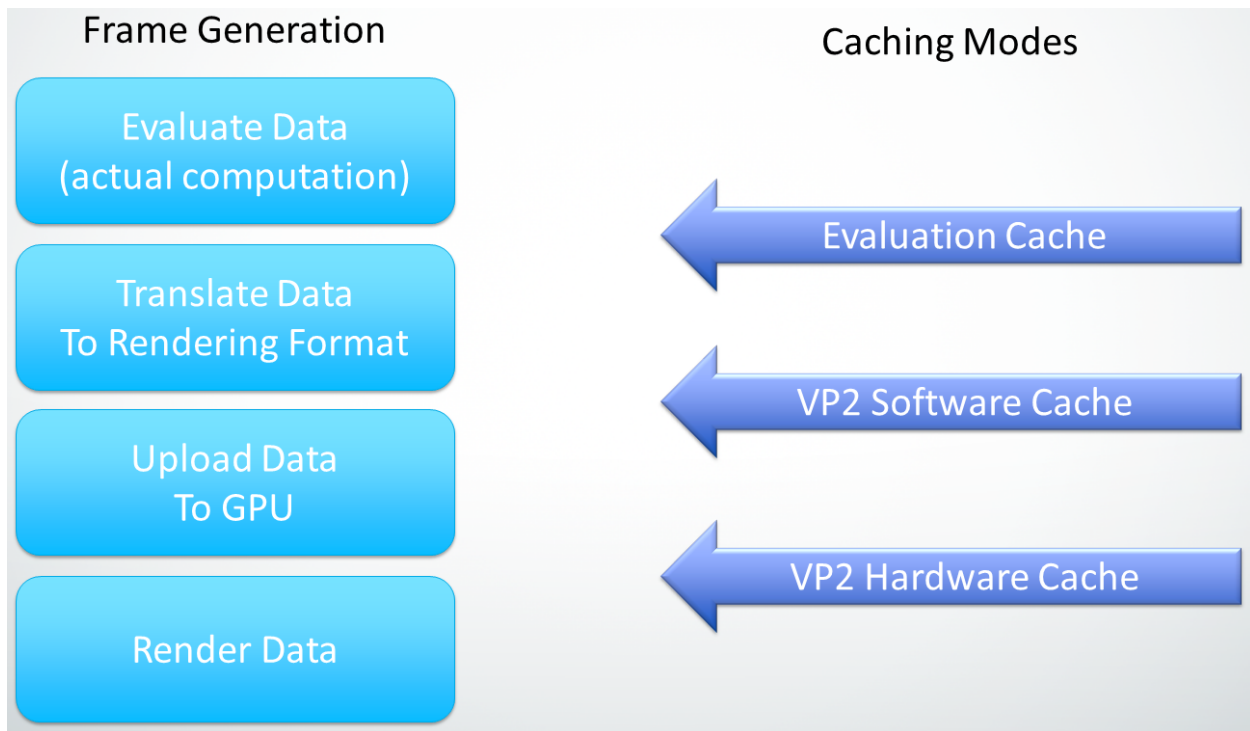 Frame Generation
Caching Modes
Evaluate Data
(actual computation)
Evaluation Cache
Translate Data
To Rendering Format
VP2 Software Cache
Upload Data
To GPU
VP2 Hardware Cache
Render Data